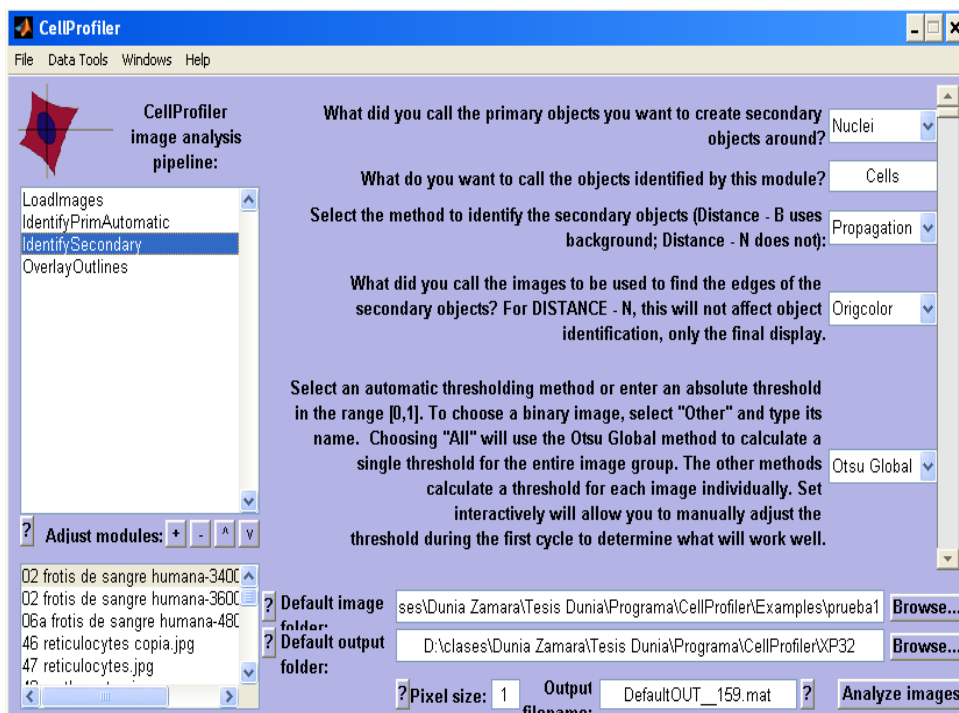 CellProfiler
File Data Tools Windows Help
CellProfiler
image analysis
pipeline:
LoadImages
IdentifyPrimAutomatic
IdentifySecondary
OverlayOutlines
? Adjust modules: + - ^ v
02 frotis de sangre humana-3400
02 frotis de sangre humana-3600
06a frotis de sangre humana-480
46 reticulocytes copia.jpg
47 reticulocytes.jpg
What did you call the primary objects you want to create secondary
objects around?
Nuclei
What do you want to call the objects identified by this module?
Cells
Select the method to identify the secondary objects (Distance - B uses
background; Distance - N does not):
Propagation
What did you call the images to be used to find the edges of the
secondary objects? For DISTANCE - N, this will not affect object
identification, only the final display.
Origcolor
Select an automatic thresholding method or enter an absolute threshold
in the range [0,1]. To choose a binary image, select "Other" and type its
name. Choosing "All" will use the Otsu Global method to calculate a
single threshold for the entire image group. The other methods
calculate a threshold for each image individually. Set
interactively will allow you to manually adjust the
threshold during the first cycle to determine what will work well.
Otsu Global
? Default image
folder:
ses\Dunia Zamara\Tesis Dunia\Programa\CellProfiler\Examples\prueba1
Browse...
? Default output
folder:
D:\clases\Dunia Zamara\Tesis Dunia\Programa\CellProfiler\XP32
Browse...
? Pixel size: 1
Output
filename:
DefaultOUT__159.mat
?
Analyze images